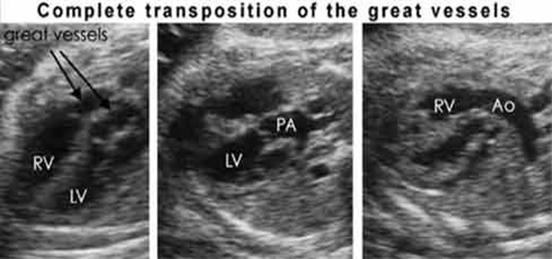 Complete transposition of the great vessels
great vessels
RV
LV
LV
PA
RV
Ao